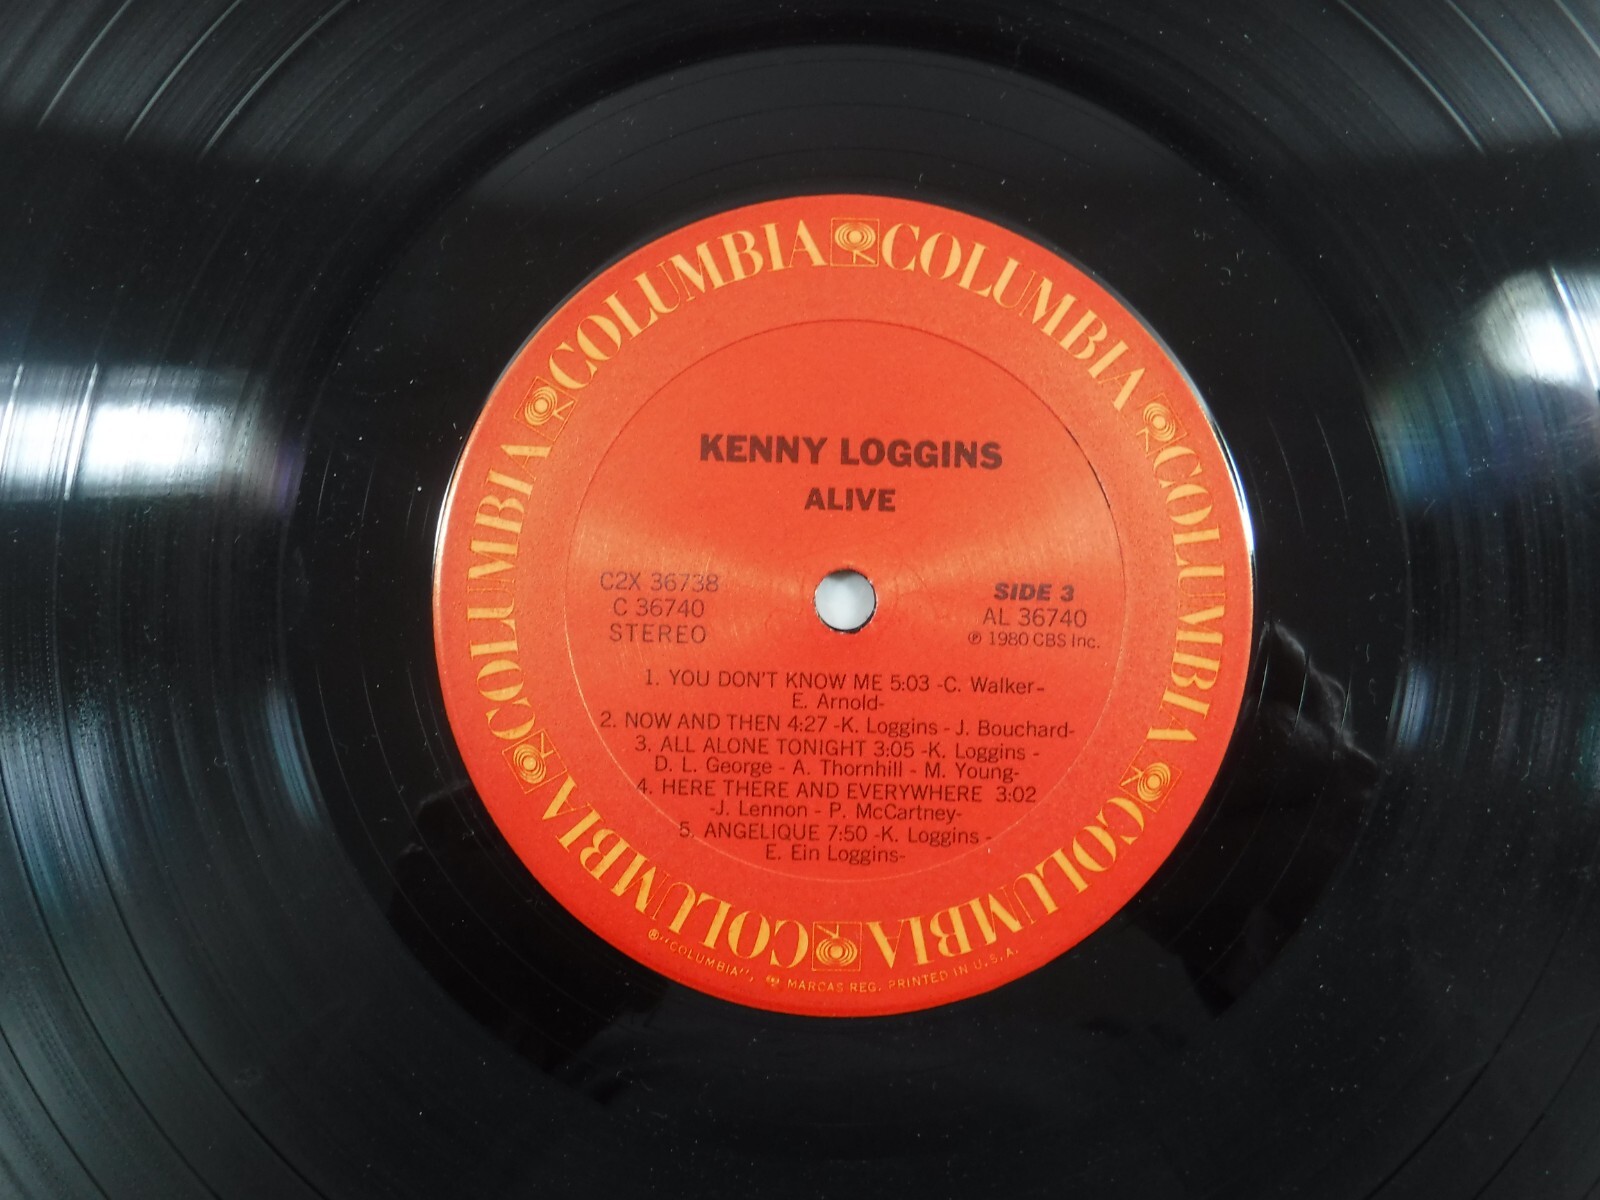 COLUMBIA COLUMBIA COLUMBIA COLUMBIA COLUMBIA COLUMBIA
KENNY LOGGINS
ALIVE
C2X 36738
C 36740
STEREO
SIDE 3
AL 36740
℗ 1980 CBS Inc.
1. YOU DON'T KNOW ME 5:03 -C. Walker-
E. Arnold-
2. NOW AND THEN 4:27 -K. Loggins - J. Bouchard-
3. ALL ALONE TONIGHT 3:05 -K. Loggins -
D. L. George - A. Thornhill - M. Young-
4. HERE THERE AND EVERYWHERE 3:02
-J. Lennon - P. McCartney-
5. ANGELIQUE 7:50 -K. Loggins -
E. Ein Loggins-
® "COLUMBIA", MARCAS REG. PRINTED IN U.S.A.